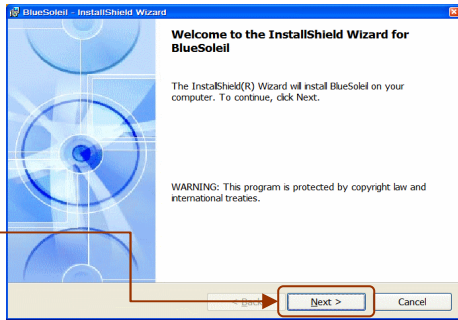 BlueSoleil - InstallShield Wizard
Welcome to the InstallShield Wizard for
BlueSoleil
The InstallShield(R) Wizard will install BlueSoleil on your
computer. To continue, click Next.
WARNING: This program is protected by copyright law and
international treaties.
< Back
Next >
Cancel